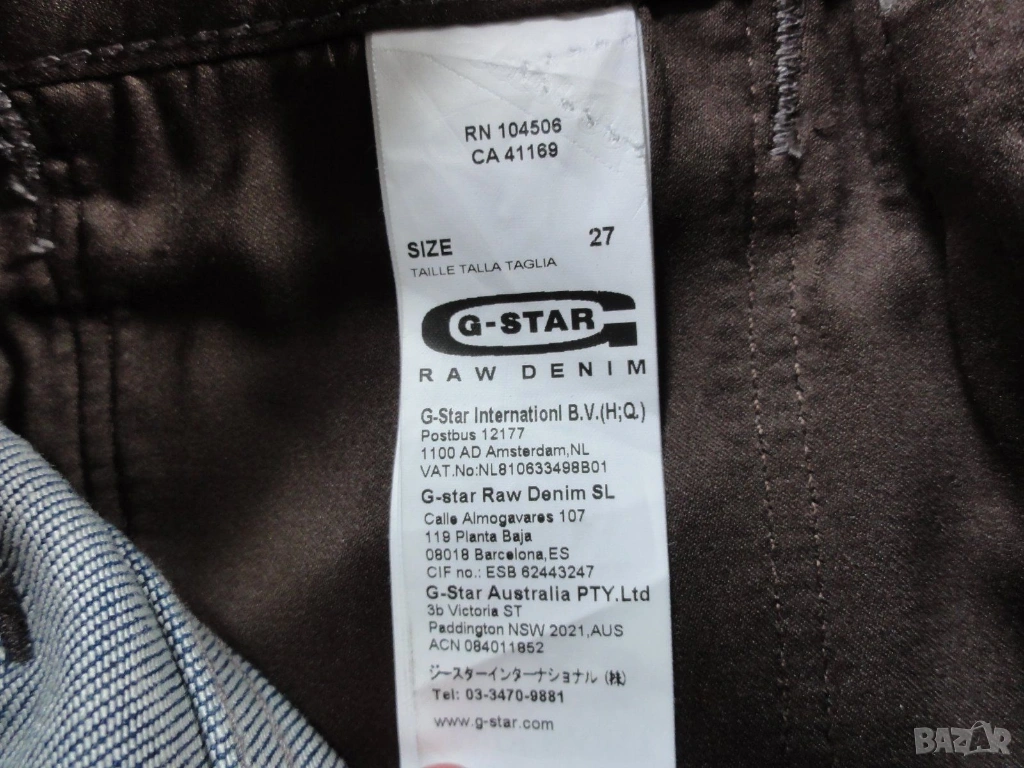 RN 104506
CA 41169
SIZE 27
TAILLE TALLA TAGLIA
G-STAR
RAW DENIM
G-Star Internationl B.V.(H;Q.)
Postbus 12177
1100 AD Amsterdam,NL
VAT.No:NL810633498B01
G-star Raw Denim SL
Calle Almogavares 107
119 Planta Baja
08018 Barcelona,ES
CIF no.: ESB 62443247
G-Star Australia PTY.Ltd
3b Victoria ST
Paddington NSW 2021,AUS
ACN 084011852
ジースターインターナショナル (株)
Tel: 03-3470-9881
www.g-star.com
BAZAR